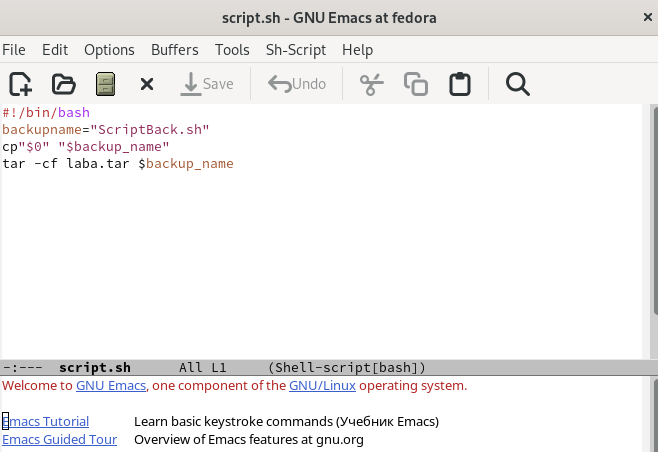 script.sh - GNU Emacs at fedora
File Edit Options Buffers Tools Sh-Script Help
Save Undo
#!/bin/bash
backupname="ScriptBack.sh"
cp"$0" "$backup_name"
tar -cf laba.tar $backup_name
-:--- script.sh All L1 (Shell-script[bash])
Welcome to GNU Emacs, one component of the GNU/Linux operating system.
Emacs Tutorial Learn basic keystroke commands (Учебник Emacs)
Emacs Guided Tour Overview of Emacs features at gnu.org